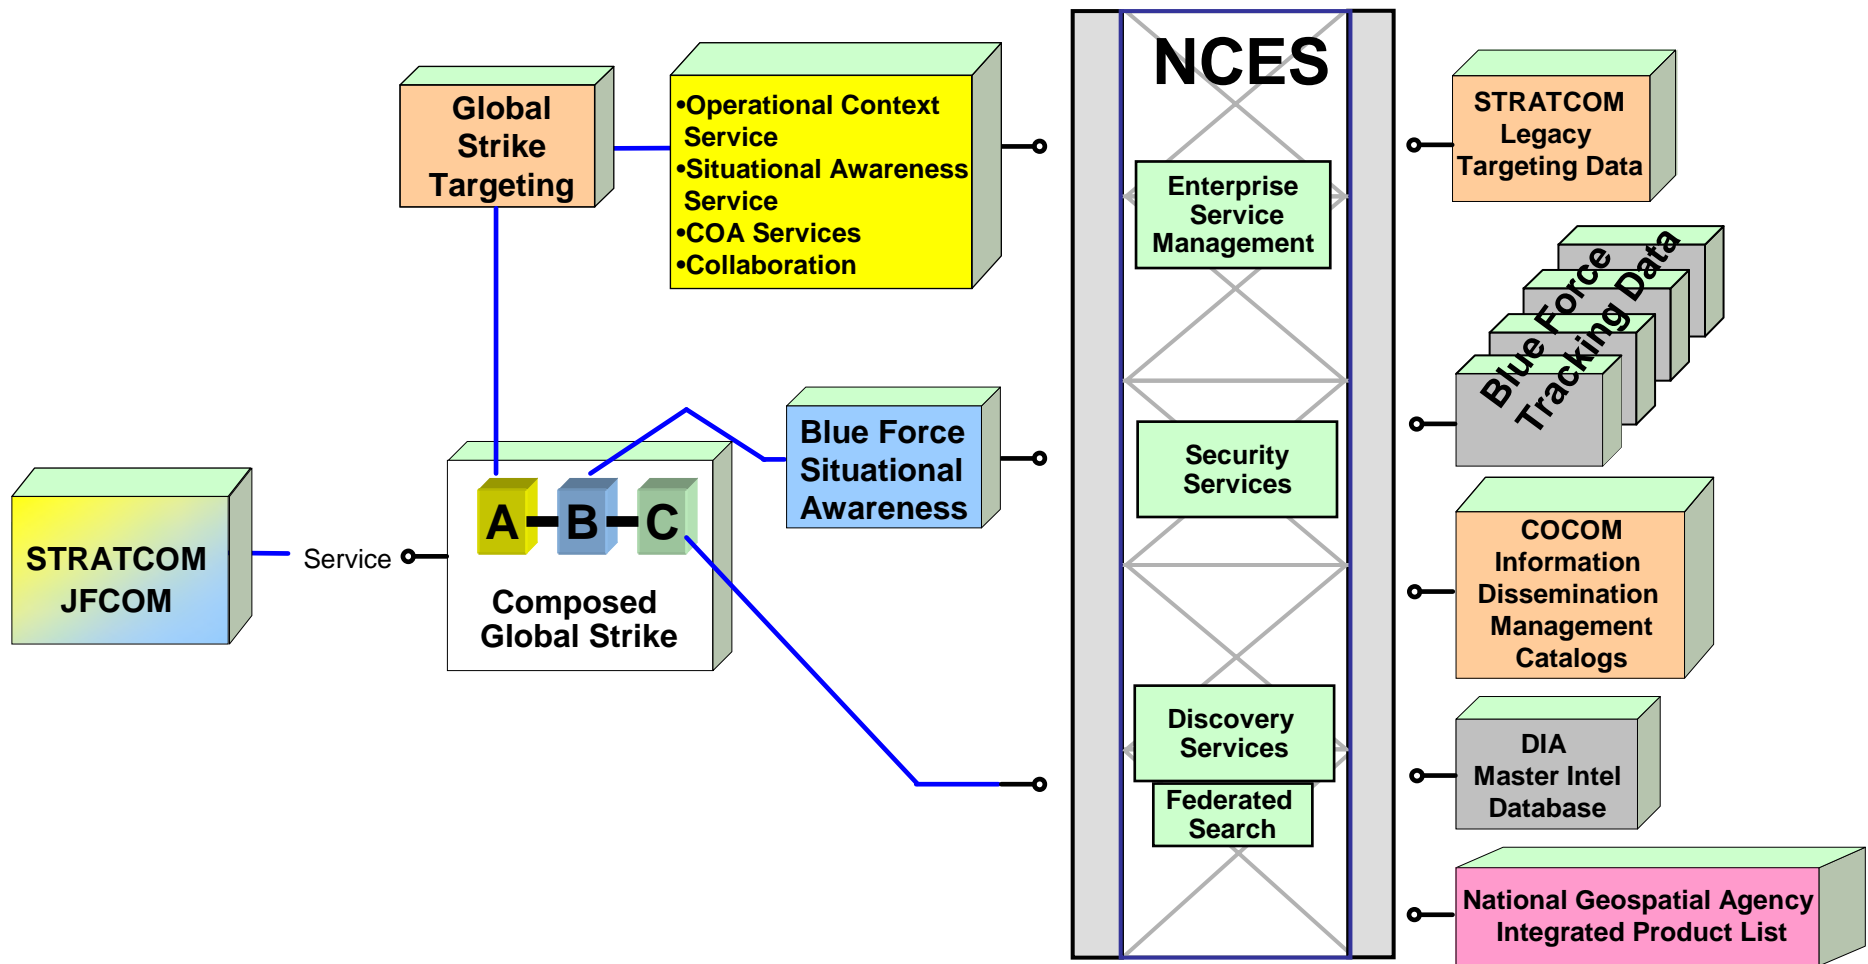 NCES
Global
Strike
Targeting
•Operational Context
Service
•Situational Awareness
Service
•COA Services
•Collaboration
Enterprise
Service
Management
STRATCOM
Legacy
Targeting Data
Blue Force
Tracking Data
Blue Force
Situational
Awareness
Security
Services
STRATCOM
JFCOM
Service
A
B
C
Composed
Global Strike
COCOM
Information
Dissemination
Management
Catalogs
Discovery
Services
Federated
Search
DIA
Master Intel
Database
National Geospatial Agency
Integrated Product List